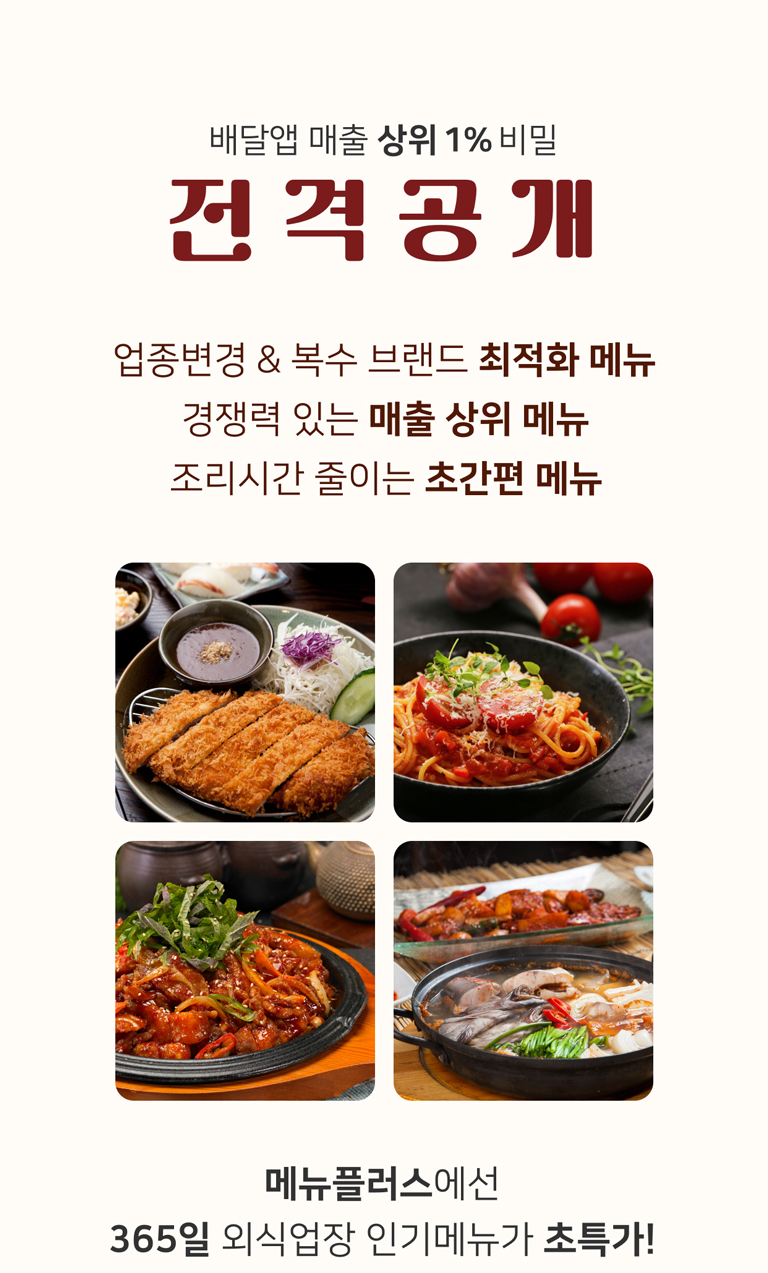 배달앱 매출 상위 1% 비밀
전격공개
업종변경 & 복수 브랜드 최적화 메뉴
경쟁력 있는 매출 상위 메뉴
조리시간 줄이는 초간편 메뉴
메뉴플러스에선
365일 외식업장 인기메뉴가 초특가!